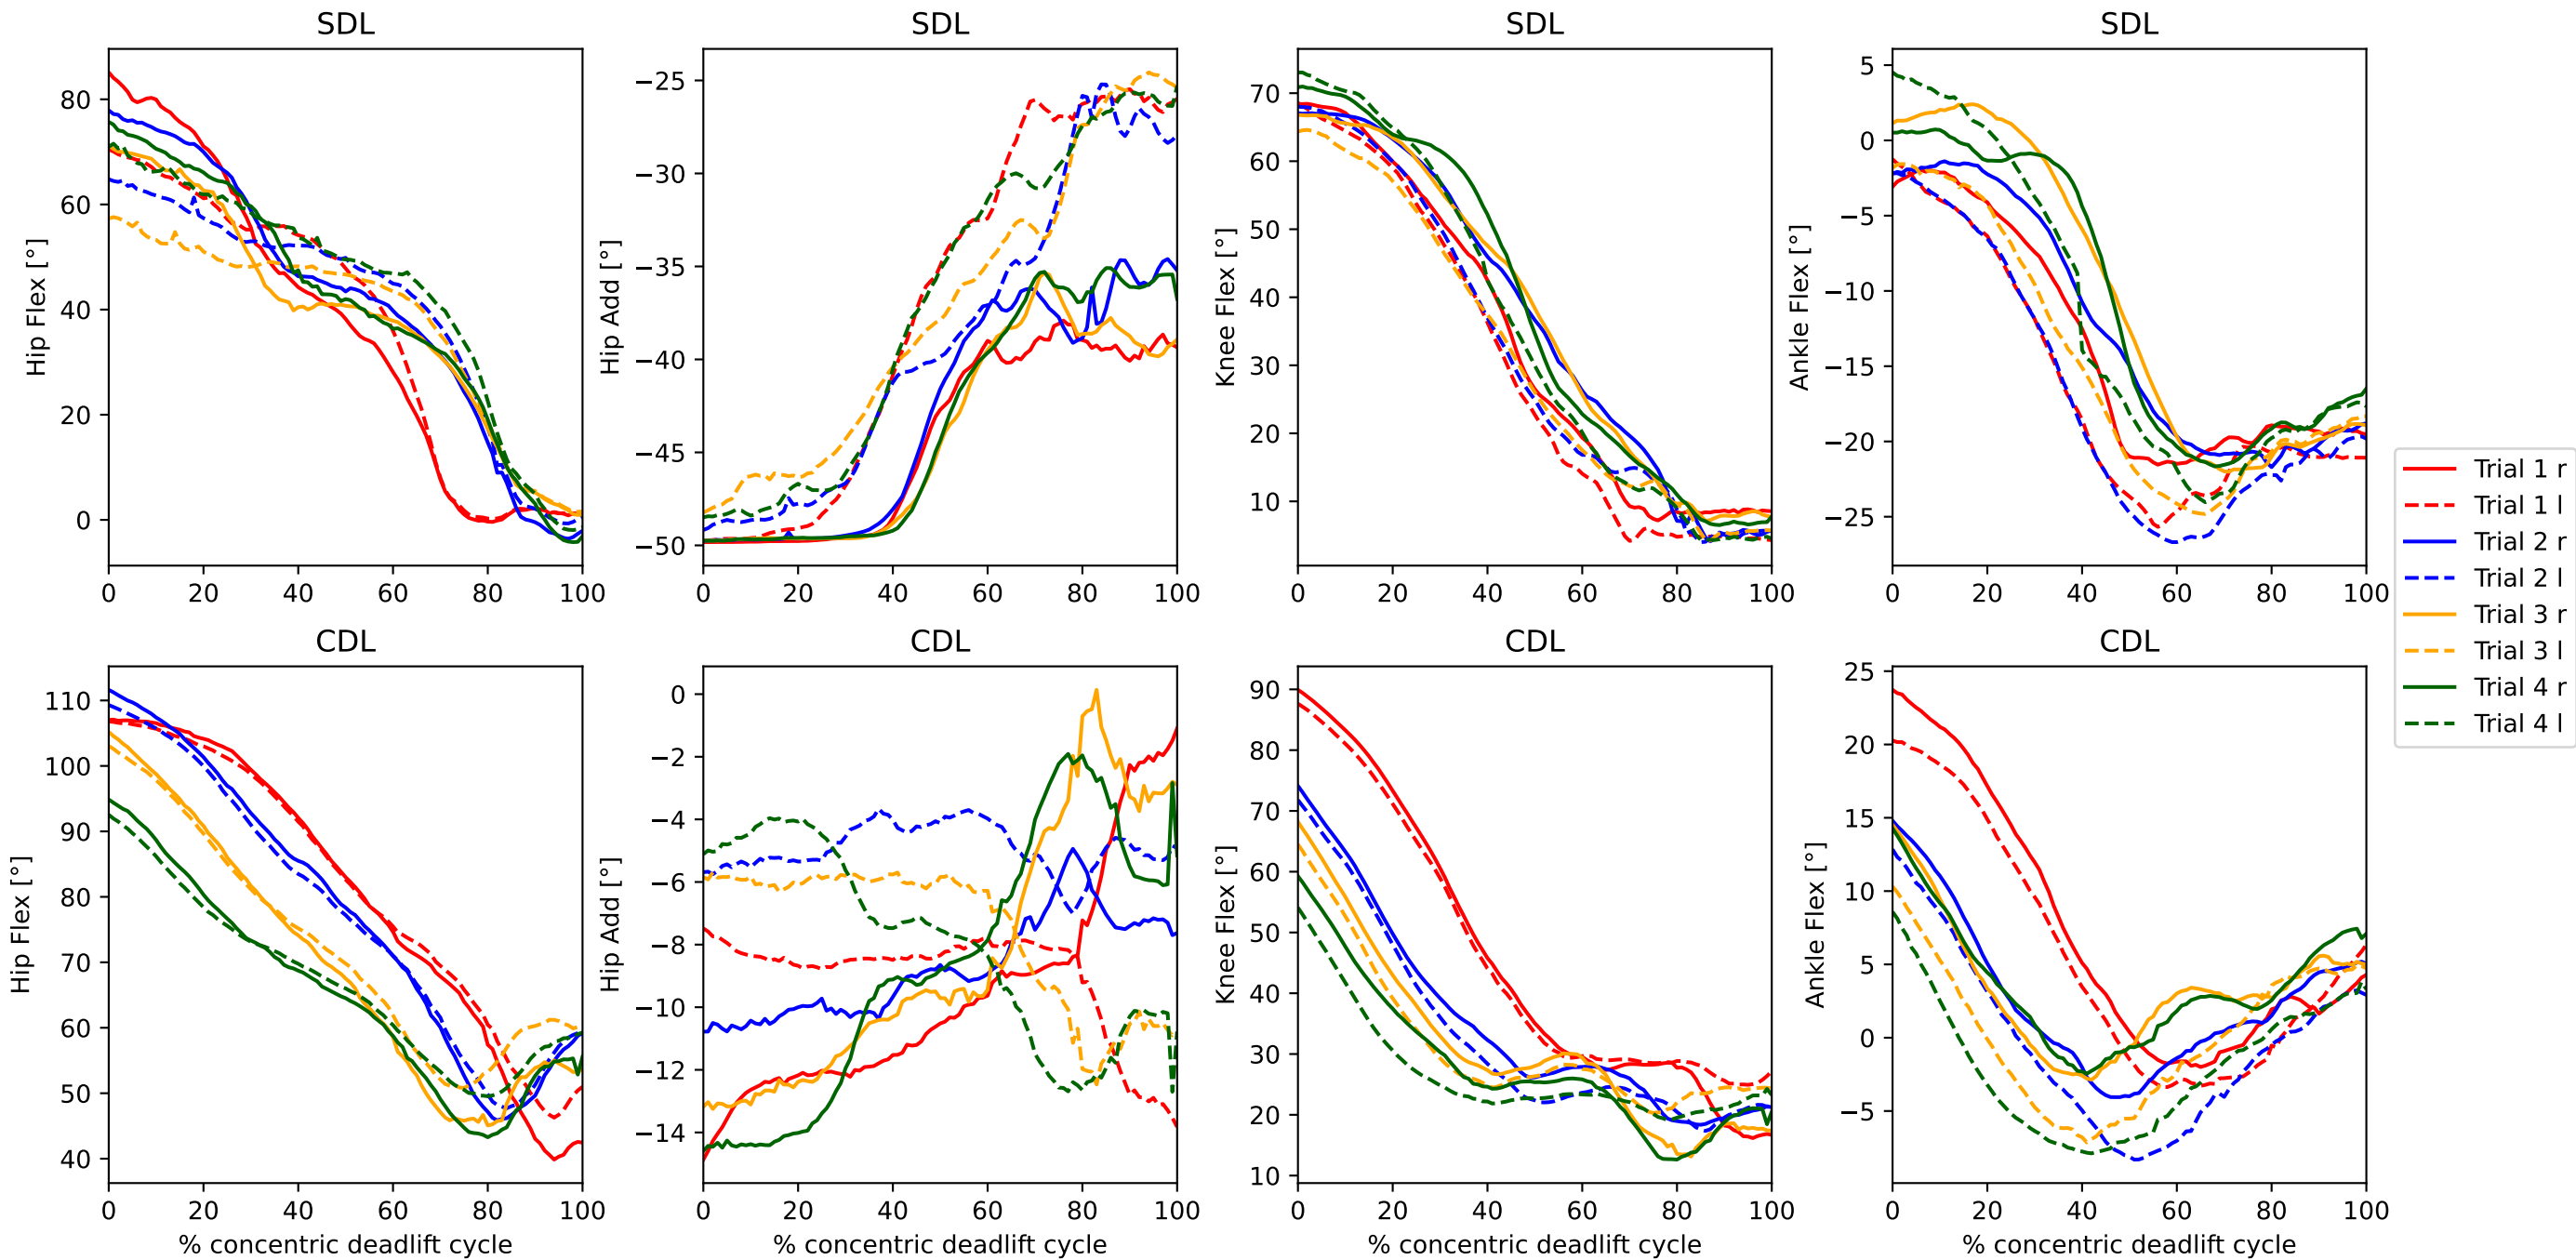 SDL
SDL
SDL
SDL
Hip Flex [°]
80
60
40
20
0
0 20 40 60 80 100
Hip Add [°]
−25
−30
−35
−40
−45
−50
0 20 40 60 80 100
Knee Flex [°]
70
60
50
40
30
20
10
0 20 40 60 80 100
Ankle Flex [°]
5
0
−5
−10
−15
−20
−25
0 20 40 60 80 100
Trial 1 r
Trial 1 l
Trial 2 r
Trial 2 l
Trial 3 r
Trial 3 l
Trial 4 r
Trial 4 l
CDL
CDL
CDL
CDL
Hip Flex [°]
110
100
90
80
70
60
50
40
0 20 40 60 80 100
% concentric deadlift cycle
Hip Add [°]
0
−2
−4
−6
−8
−10
−12
−14
0 20 40 60 80 100
% concentric deadlift cycle
Knee Flex [°]
90
80
70
60
50
40
30
20
10
0 20 40 60 80 100
% concentric deadlift cycle
Ankle Flex [°]
25
20
15
10
5
0
−5
0 20 40 60 80 100
% concentric deadlift cycle